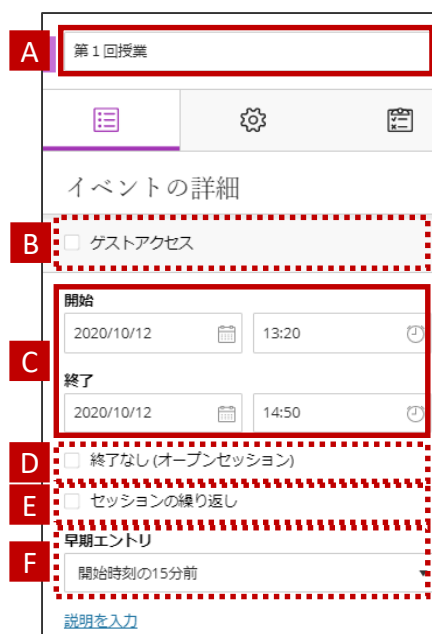 A
第１回授業
イベントの詳細
B
ゲストアクセス
C
開始
2020/10/12
13:20
終了
2020/10/12
14:50
D
終了なし (オープンセッション)
E
セッションの繰り返し
F
早期エントリ
開始時刻の15分前
説明を入力